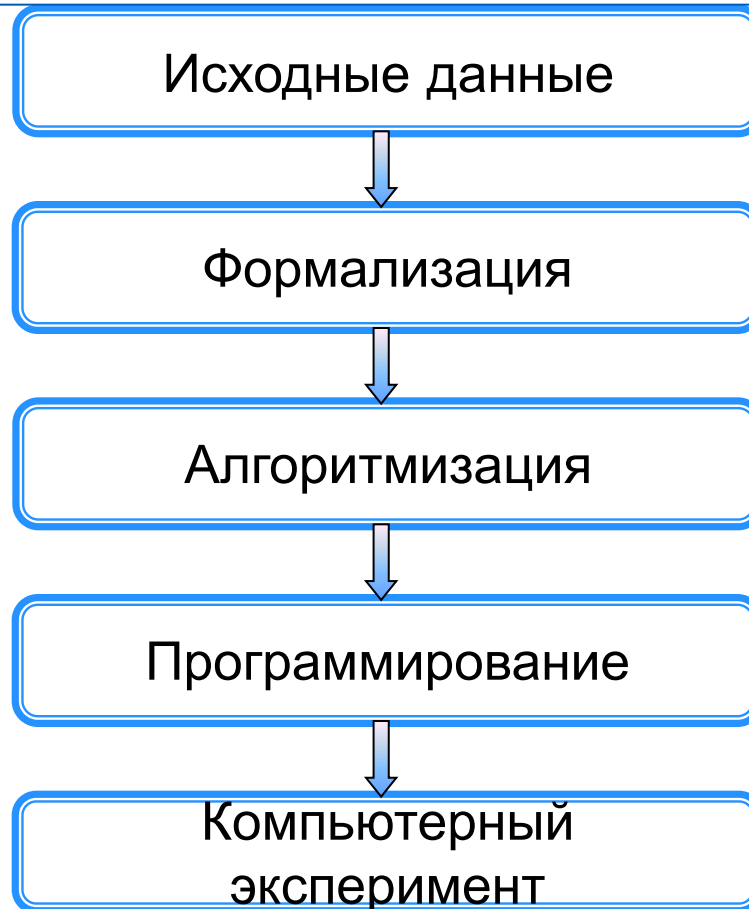 Исходные данные
Формализация
Алгоритмизация
Программирование
Компьютерный
эксперимент